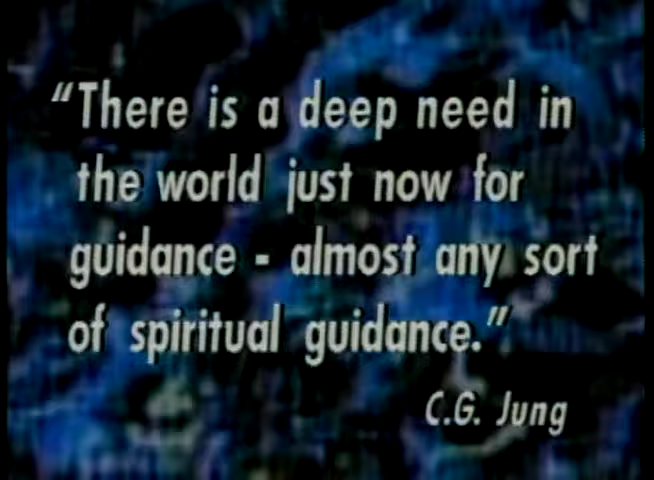 “There is a deep need in
the world just now for
guidance - almost any sort
of spiritual guidance.”
C.G. Jung